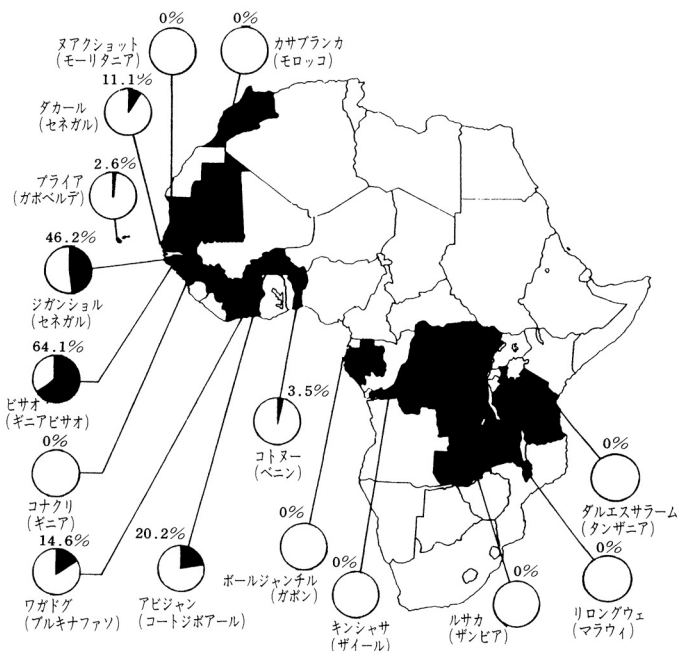 0%
ヌアクショット
(モーリタニア)
0%
カサブランカ
(モロッコ)
11.1%
ダカール
(セネガル)
2.6%
プライア
(ガボベルデ)
46.2%
ジガンショル
(セネガル)
64.1%
ビサオ
(ギニアビサオ)
0%
コナクリ
(ギニア)
14.6%
ワガドグ
(ブルキナファソ)
20.2%
アビジャン
(コートジボアール)
3.5%
コトヌー
(ベニン)
0%
ポールジャンチル
(ガボン)
0%
キンシャサ
(ザイール)
0%
ルサカ
(ザンビア)
0%
リロングウェ
(マラウィ)
0%
ダルエスサラーム
(タンザニア)